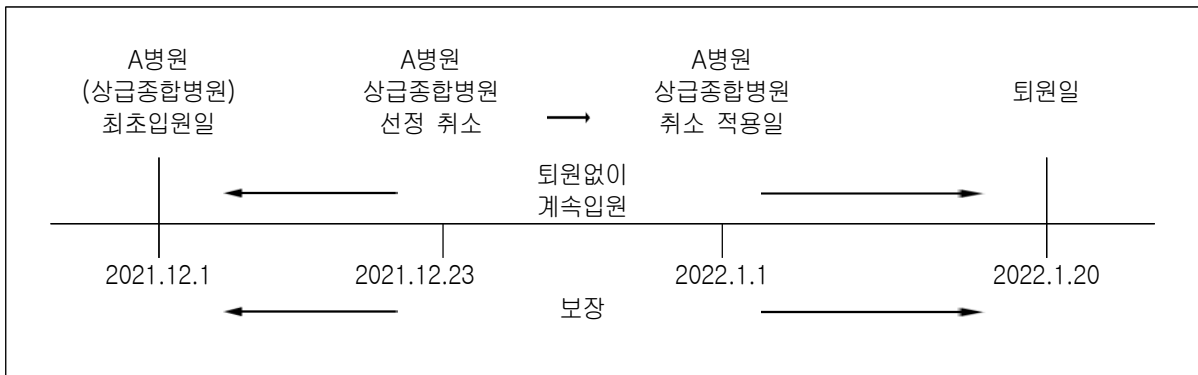 A병원
(상급종합병원)
최초입원일
A병원
상급종합병원
선정 취소
A병원
상급종합병원
취소 적용일
퇴원일
퇴원없이
계속입원
2021.12.1
2021.12.23
2022.1.1
2022.1.20
보장